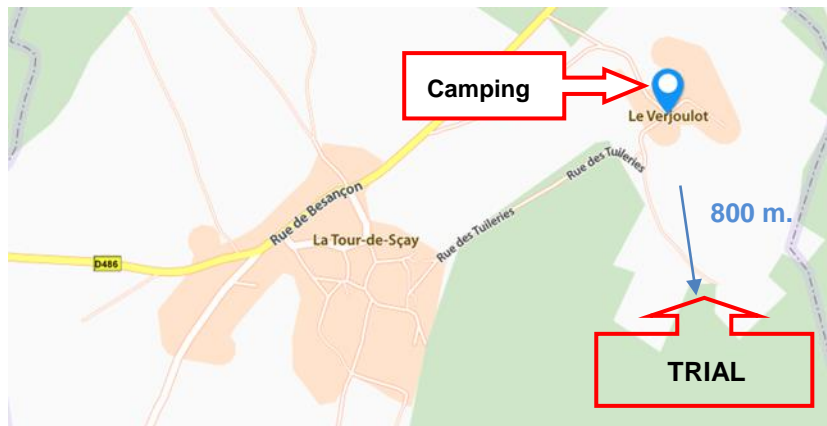 Camping
Le Verjoulot
Rue des Tuileries
800 m.
Rue de Besançon
La Tour-de-Sçay
Rue des Tuileries
D486
TRIAL